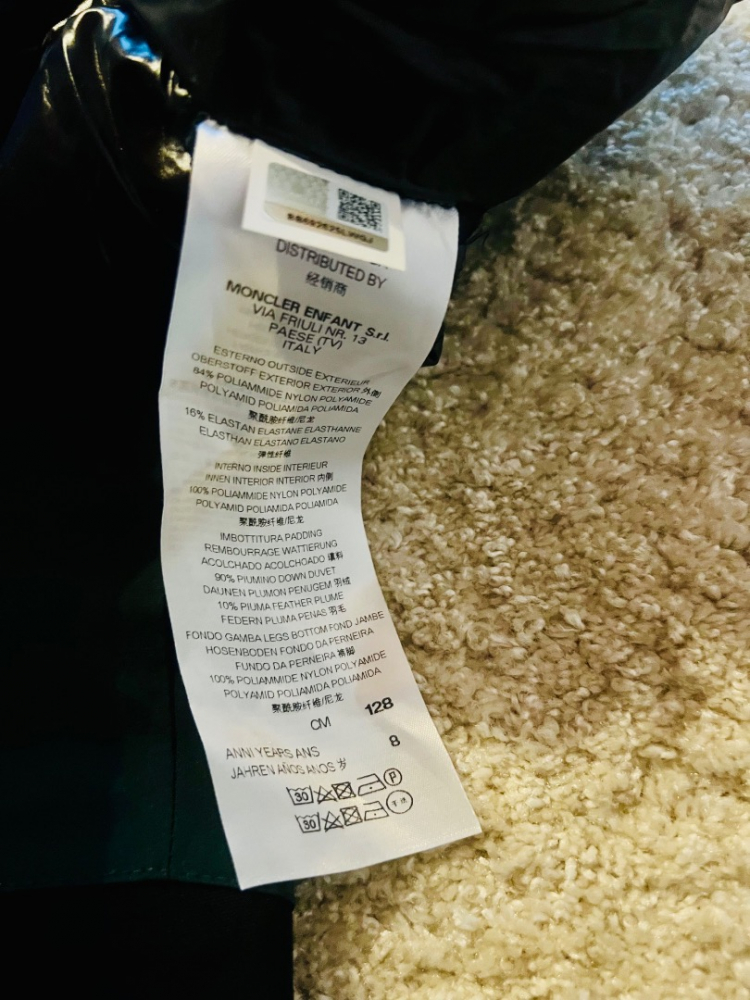 DISTRIBUTED BY
经销商
MONCLER ENFANT S.r.l.
VIA FRIULI NR. 13
PAESE (TV)
ITALY
ESTERNO OUTSIDE EXTERIEUR
OBERSTOFF EXTERIOR EXTERIOR 外侧
84% POLIAMMIDE NYLON POLYAMIDE
POLYAMID POLIAMIDA POLIAMIDA
聚酰胺纤维/尼龙
16% ELASTAN ELASTANE ELASTHANNE
ELASTHAN ELASTANO ELASTANO
弹性纤维
INTERNO INSIDE INTERIEUR
INNEN INTERIOR INTERIOR 内侧
100% POLIAMMIDE NYLON POLYAMIDE
POLYAMID POLIAMIDA POLIAMIDA
聚酰胺纤维/尼龙
IMBOTTITURA PADDING
REMBOURRAGE WATTIERUNG
ACOLCHADO ACOLCHOADO 填料
90% PIUMINO DOWN DUVET
DAUNEN PLUMON PENUGEM 羽绒
10% PIUMA FEATHER PLUME
FEDERN PLUMA PENAS 羽毛
FONDO GAMBA LEGS BOTTOM FOND JAMBE
HOSENBODEN FONDO DA PERNEIRA
FUNDO DA PERNEIRA 裤脚
100% POLIAMMIDE NYLON POLYAMIDE
POLYAMID POLIAMIDA POLIAMIDA
聚酰胺纤维/尼龙
CM 128
ANNI YEARS ANS 8
JAHREN AÑOS ANOS 岁
30 P
30